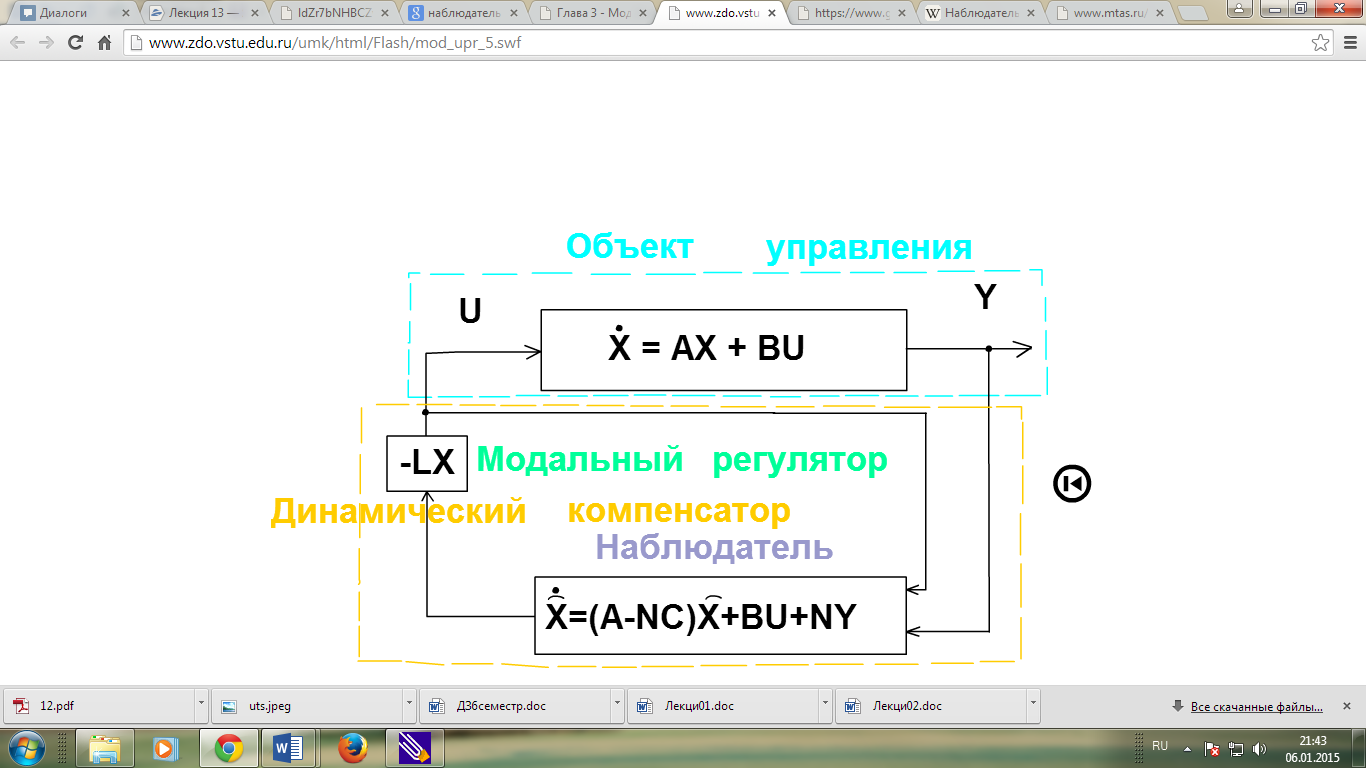 Диалоги
Лекция 13 —
IdZr7bNHBCZ
наблюдатель
Глава 3 - Мод
www.zdo.vstu
https://www.g
Наблюдатель
www.mtas.ru/
www.zdo.vstu.edu.ru/umk/html/Flash/mod_upr_5.swf
Объект управления
U
Y
Ẋ = AX + BU
-LX
Модальный регулятор
Динамический компенсатор
Наблюдатель
X̂̇=(A-NC)X̂+BU+NY
12.pdf
uts.jpeg
ДЗ6семестр.doc
Лекци01.doc
Лекци02.doc
Все скачанные файлы...
RU
21:43
06.01.2015